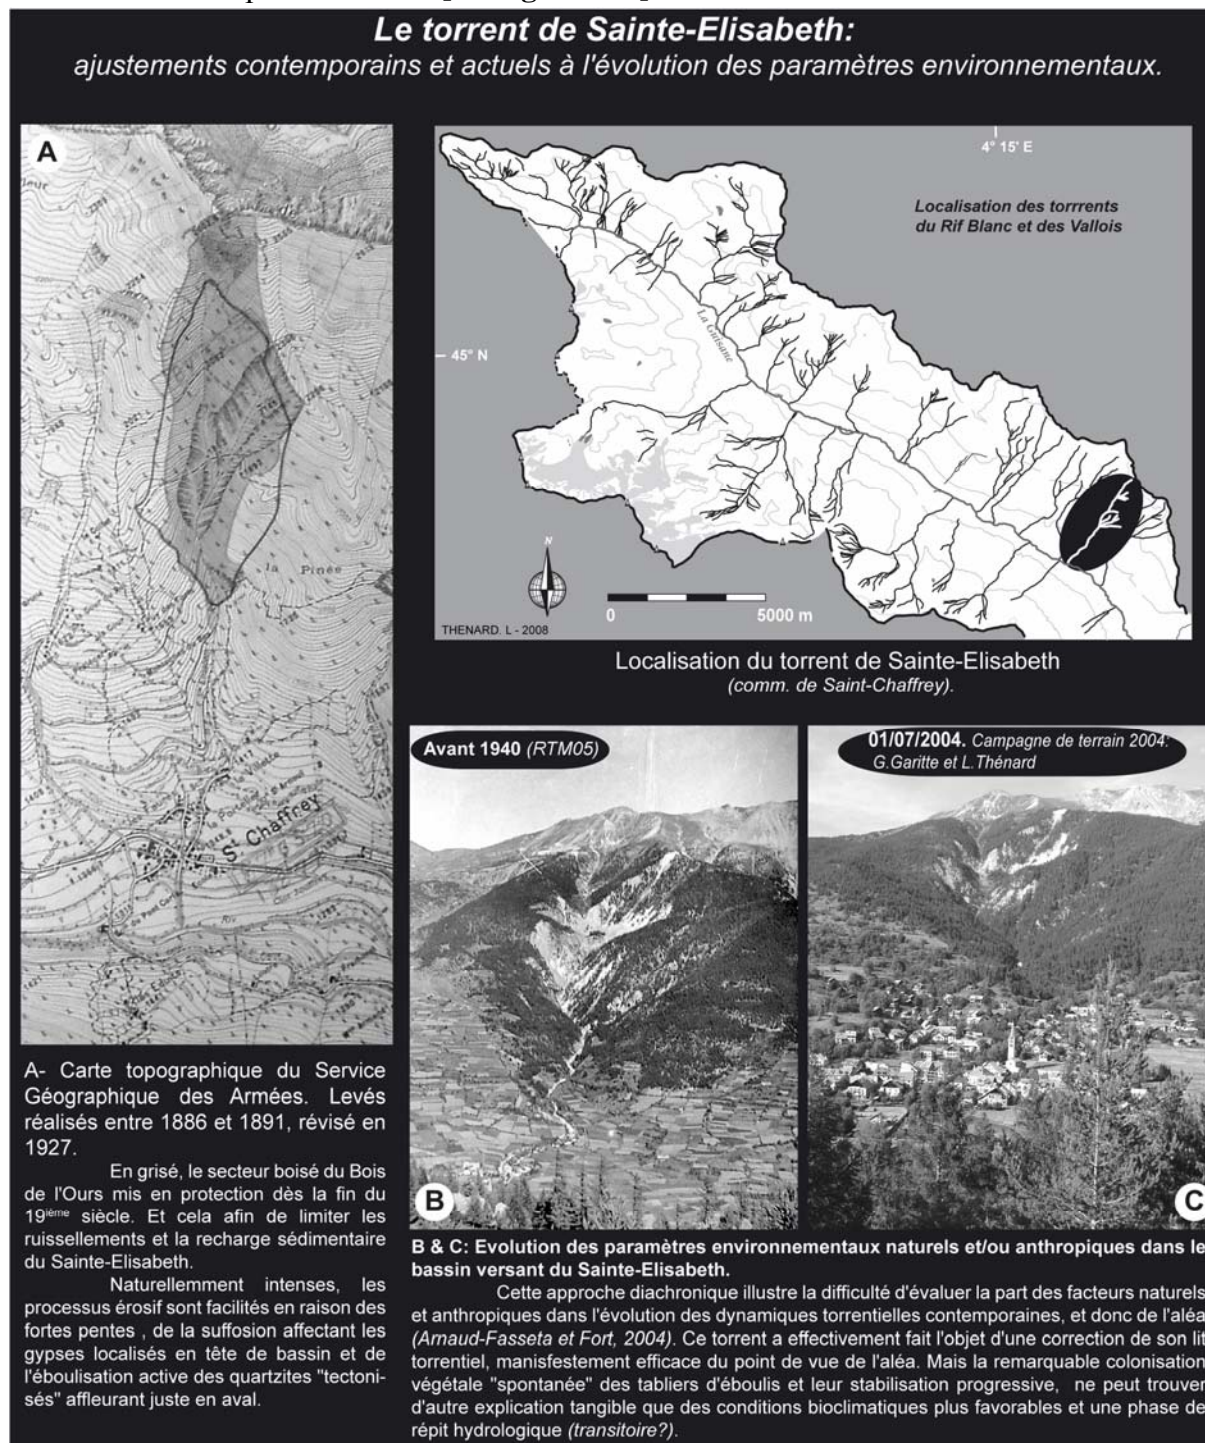 Le torrent de Sainte-Elisabeth:
ajustements contemporains et actuels à l'évolution des paramètres environnementaux.
A
4° 15' E
Localisation des torrrents
du Rif Blanc et des Vallois
La Guisane
45° N
N
0 5000 m
THENARD. L - 2008
Localisation du torrent de Sainte-Elisabeth
(comm. de Saint-Chaffrey).
la Pinée
St Chaffrey
Avant 1940 (RTM05)
01/07/2004. Campagne de terrain 2004:
G.Garitte et L.Thénard
B
C
A- Carte topographique du Service
Géographique des Armées. Levés
réalisés entre 1886 et 1891, révisé en
1927.
En grisé, le secteur boisé du Bois
de l'Ours mis en protection dès la fin du
19ième siècle. Et cela afin de limiter les
ruissellements et la recharge sédimentaire
du Sainte-Elisabeth.
Naturellemment intenses, les
processus érosif sont facilités en raison des
fortes pentes , de la suffosion affectant les
gypses localisés en tête de bassin et de
l'éboulisation active des quartzites "tectoni-
sés" affleurant juste en aval.
B & C: Evolution des paramètres environnementaux naturels et/ou anthropiques dans le
bassin versant du Sainte-Elisabeth.
Cette approche diachronique illustre la difficulté d'évaluer la part des facteurs naturels
et anthropiques dans l'évolution des dynamiques torrentielles contemporaines, et donc de l'aléa
(Arnaud-Fasseta et Fort, 2004). Ce torrent a effectivement fait l'objet d'une correction de son lit
torrentiel, manisfestement efficace du point de vue de l'aléa. Mais la remarquable colonisation
végétale "spontanée" des tabliers d'éboulis et leur stabilisation progressive, ne peut trouver
d'autre explication tangible que des conditions bioclimatiques plus favorables et une phase de
répit hydrologique (transitoire?).